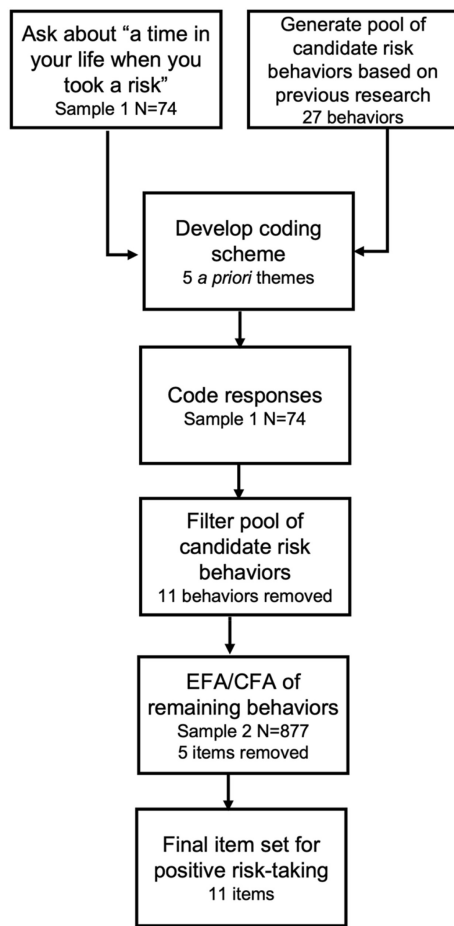 Ask about “a time in
your life when you
took a risk”
Sample 1 N=74
Generate pool of
candidate risk
behaviors based on
previous research
27 behaviors
Develop coding
scheme
5 a priori themes
Code responses
Sample 1 N=74
Filter pool of
candidate risk
behaviors
11 behaviors removed
EFA/CFA of
remaining behaviors
Sample 2 N=877
5 items removed
Final item set for
positive risk-taking
11 items